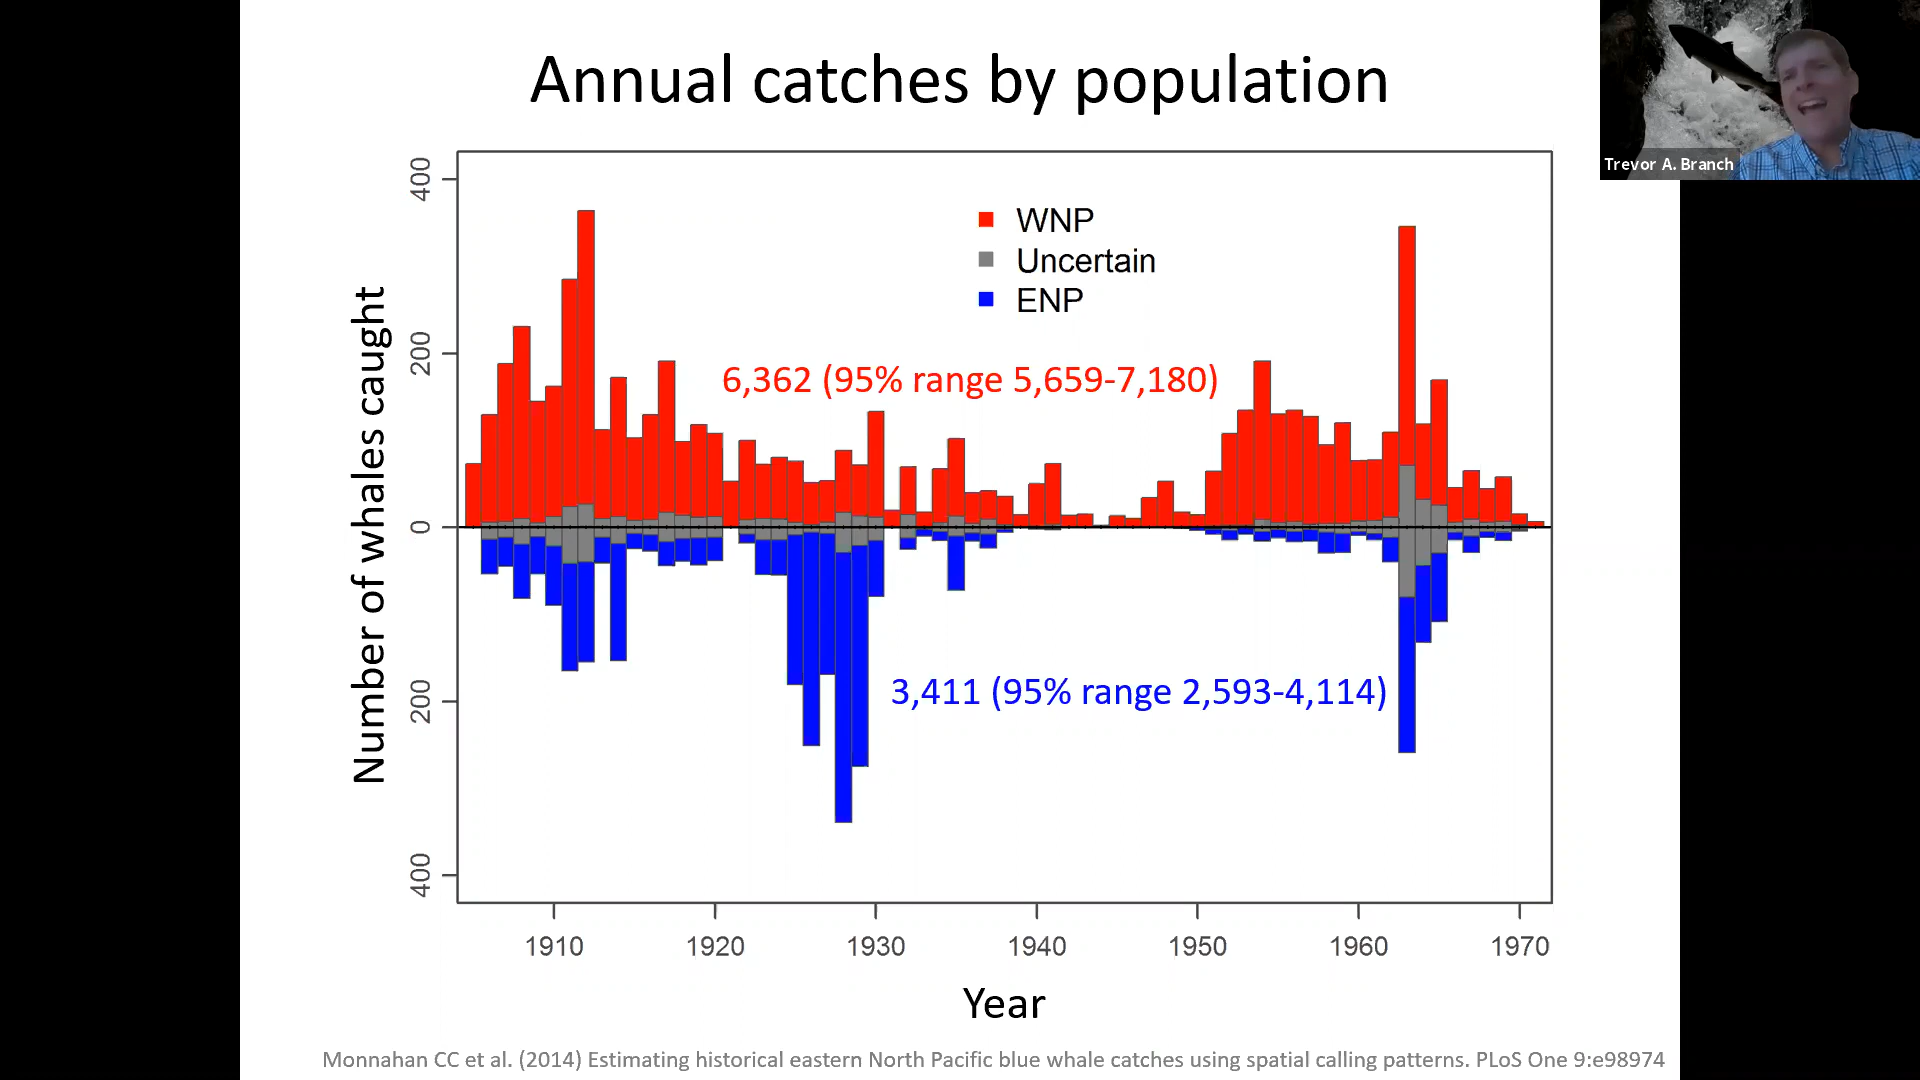 Annual catches by population
Trevor A. Branch
400
200
0
200
400
Number of whales caught
WNP
Uncertain
ENP
6,362 (95% range 5,659-7,180)
3,411 (95% range 2,593-4,114)
1910 1920 1930 1940 1950 1960 1970
Year
Monnahan CC et al. (2014) Estimating historical eastern North Pacific blue whale catches using spatial calling patterns. PLoS One 9:e98974